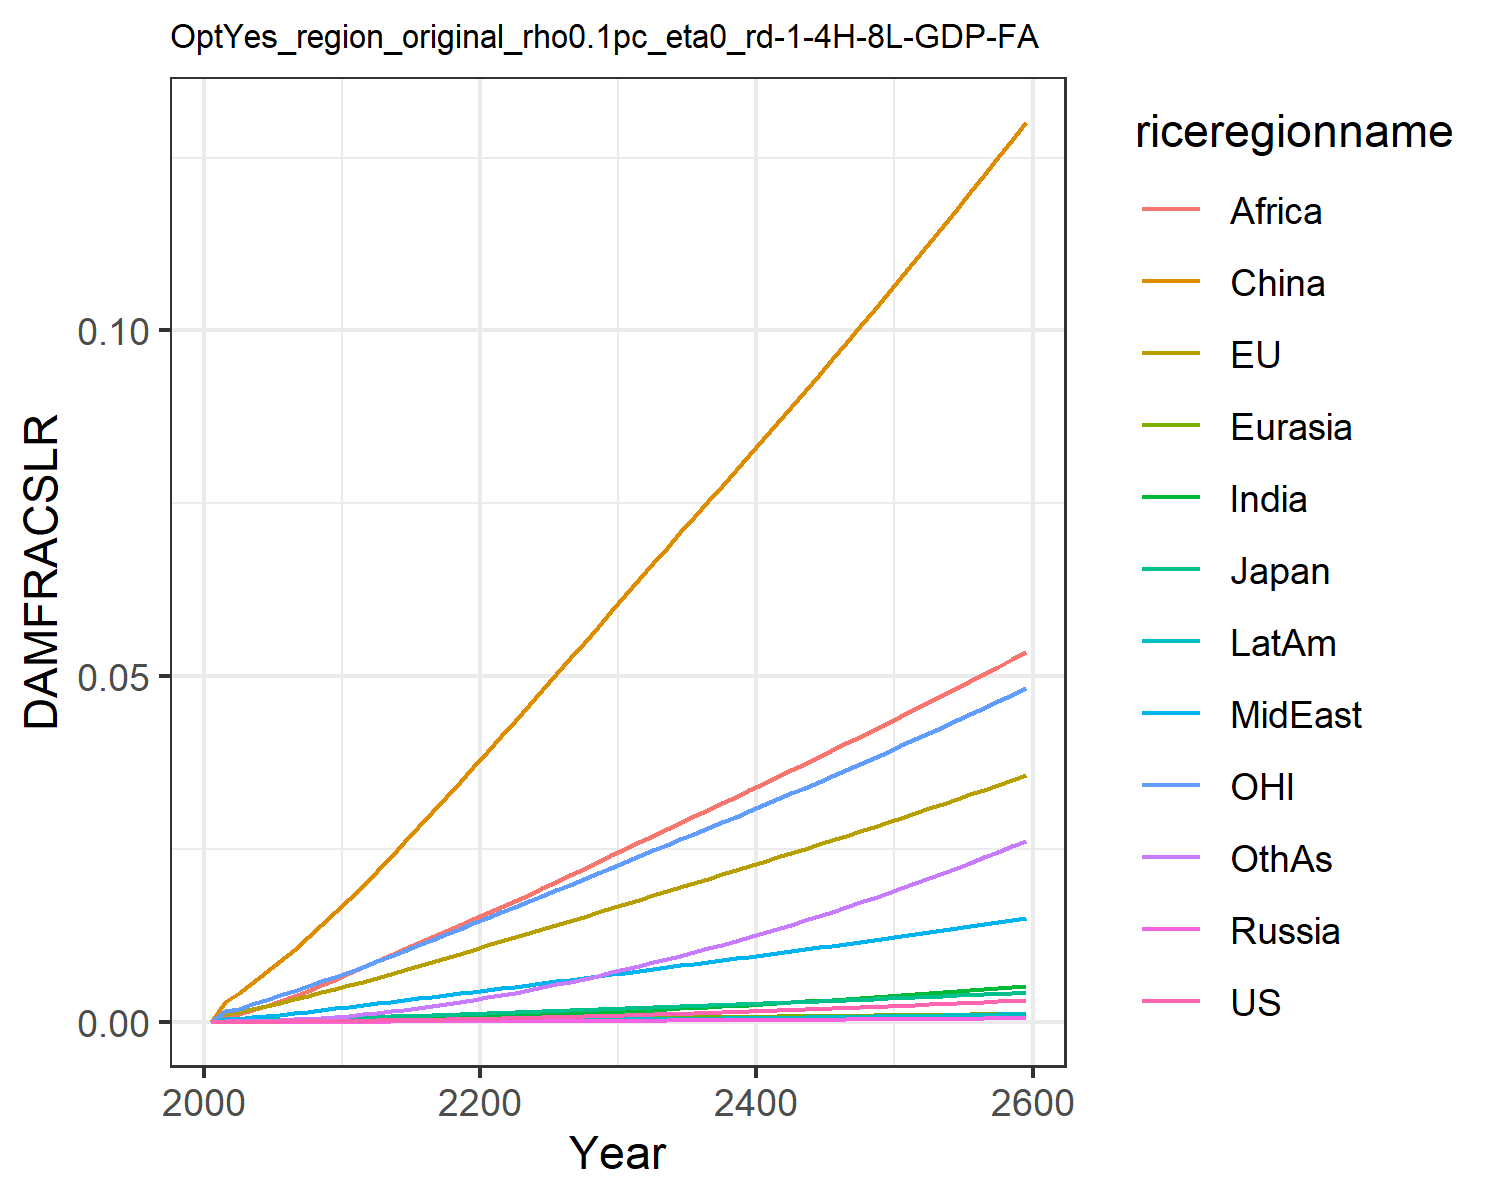 OptYes_region_original_rho0.1pc_eta0_rd-1-4H-8L-GDP-FA
DAMFRACSLR
0.10
0.05
0.00
2000 2200 2400 2600
Year
riceregionname
Africa
China
EU
Eurasia
India
Japan
LatAm
MidEast
OHI
OthAs
Russia
US